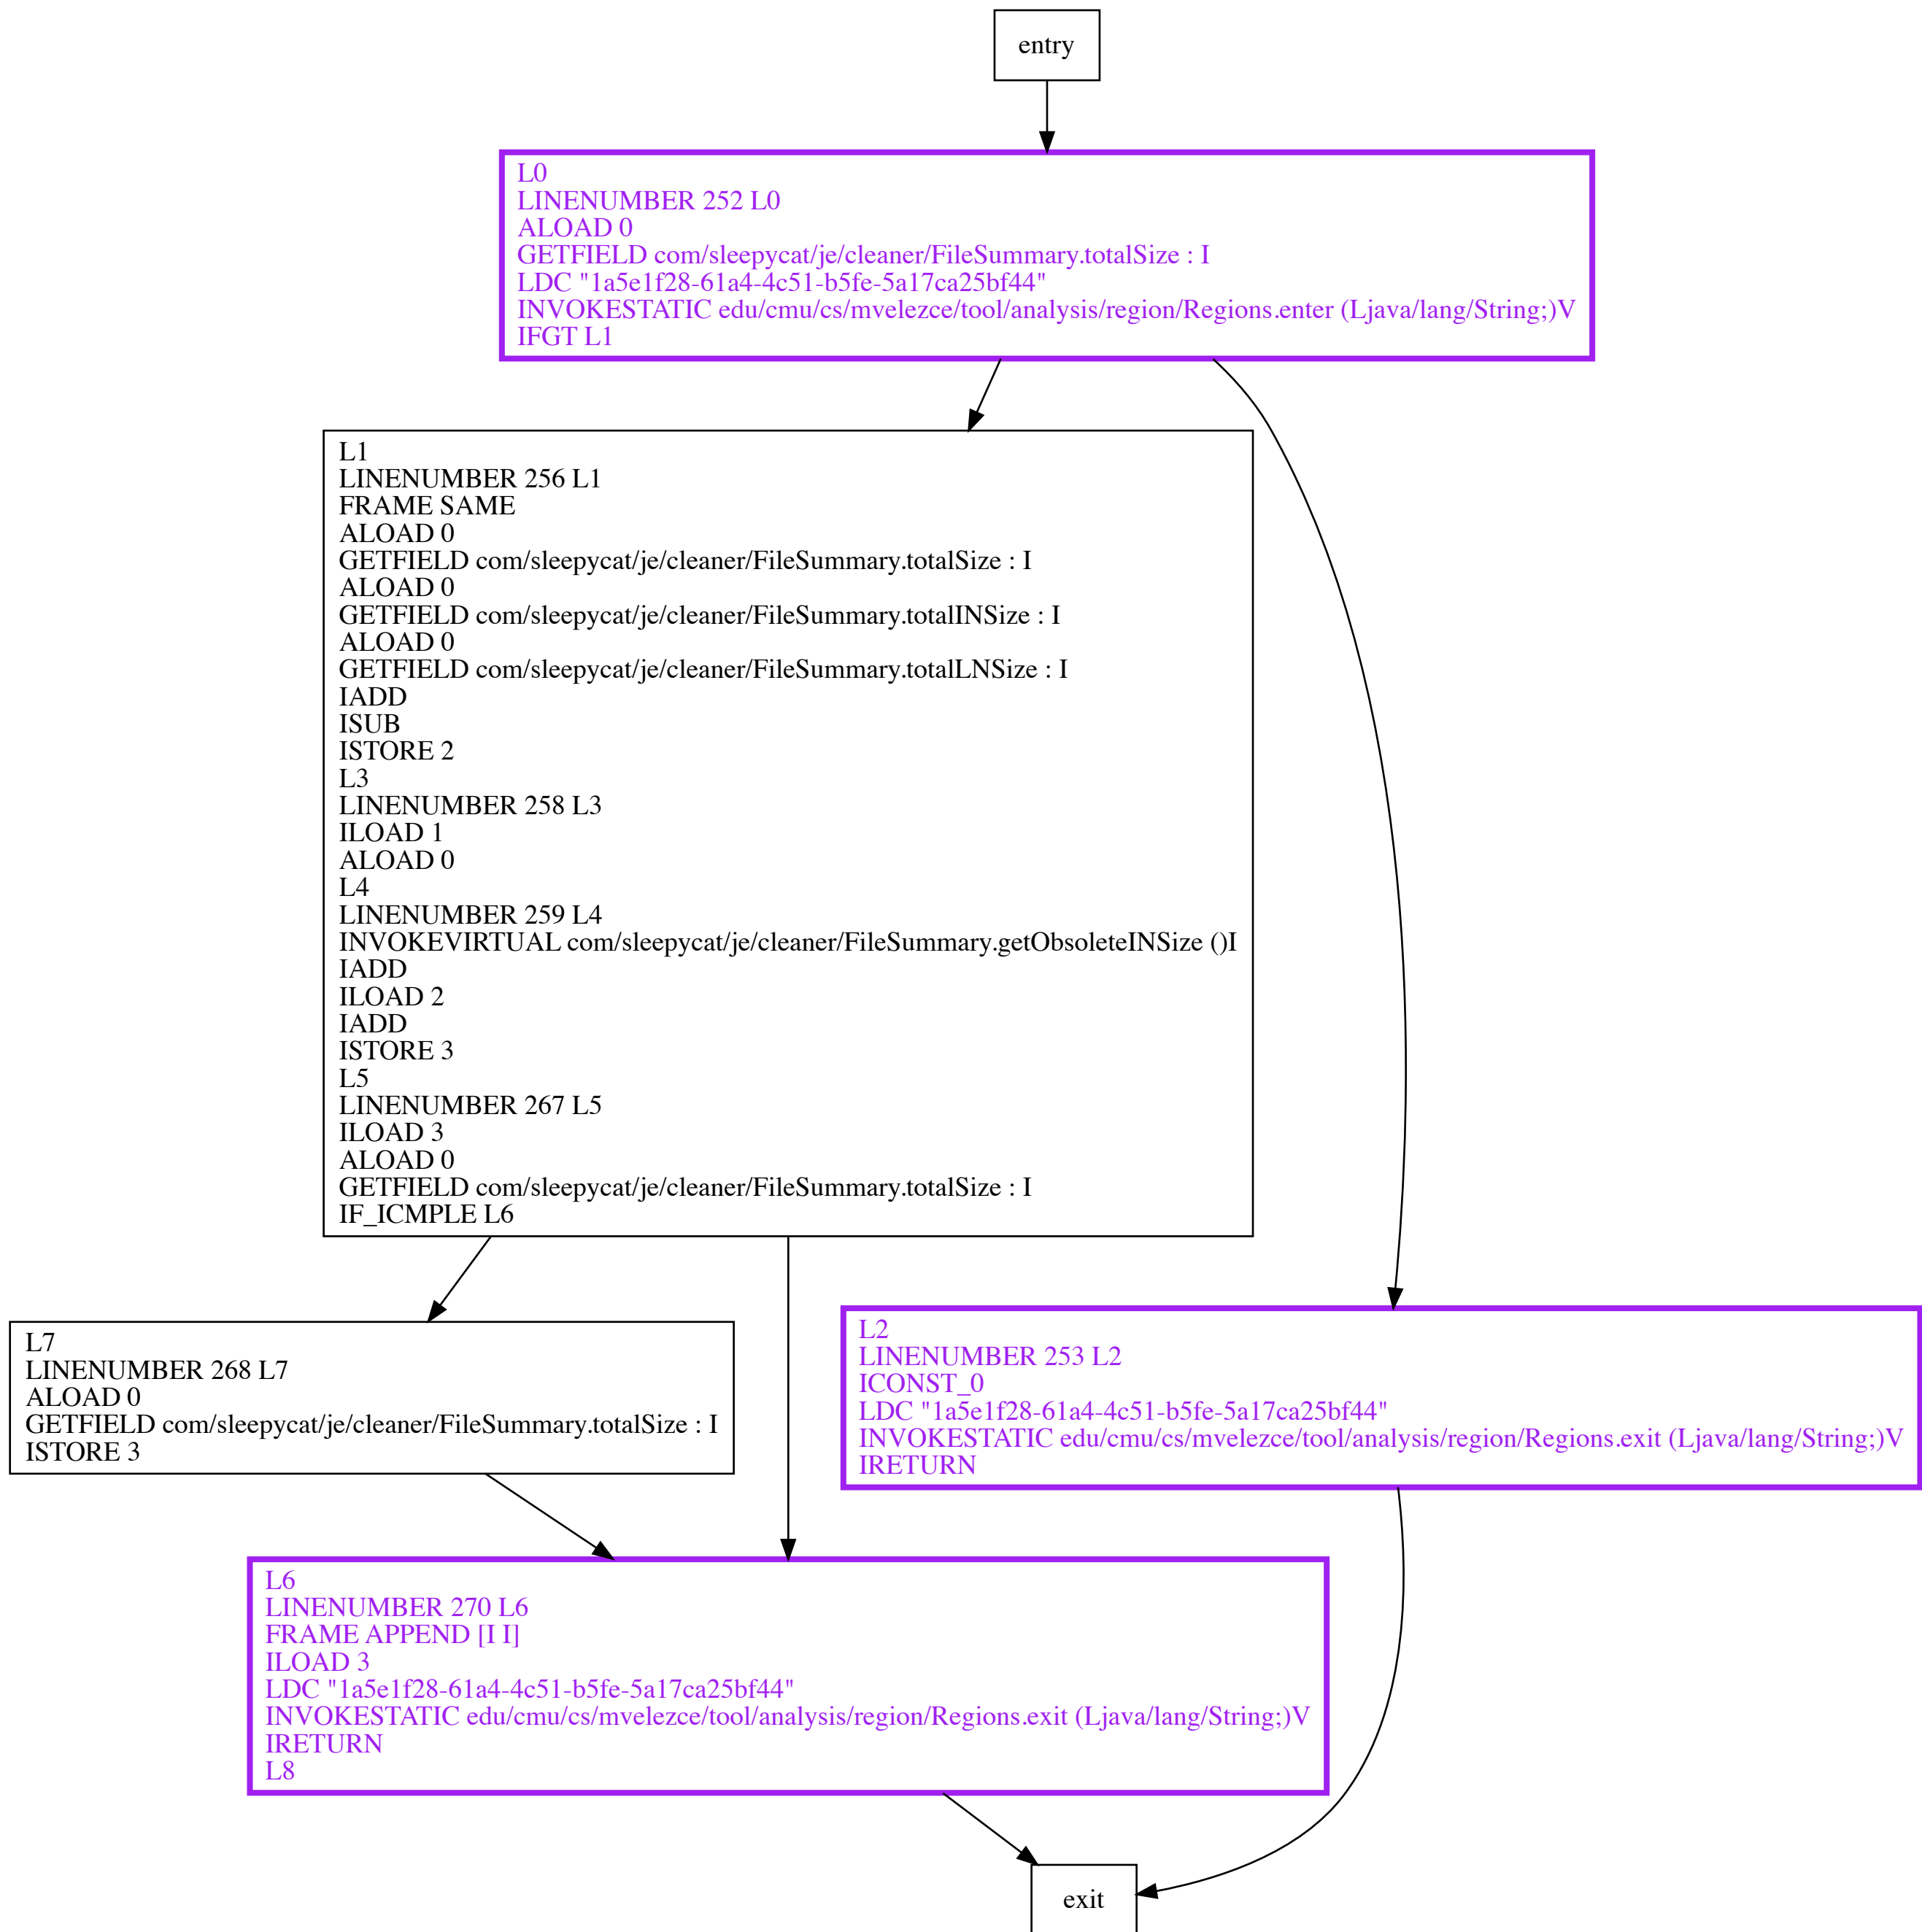 entry
L0
LINENUMBER 252 L0
ALOAD 0
GETFIELD com/sleepycat/je/cleaner/FileSummary.totalSize : I
LDC "1a5e1f28-61a4-4c51-b5fe-5a17ca25bf44"
INVOKESTATIC edu/cmu/cs/mvelezce/tool/analysis/region/Regions.enter (Ljava/lang/String;)V
IFGT L1
L1
LINENUMBER 256 L1
FRAME SAME
ALOAD 0
GETFIELD com/sleepycat/je/cleaner/FileSummary.totalSize : I
ALOAD 0
GETFIELD com/sleepycat/je/cleaner/FileSummary.totalINSize : I
ALOAD 0
GETFIELD com/sleepycat/je/cleaner/FileSummary.totalLNSize : I
IADD
ISUB
ISTORE 2
L3
LINENUMBER 258 L3
ILOAD 1
ALOAD 0
L4
LINENUMBER 259 L4
INVOKEVIRTUAL com/sleepycat/je/cleaner/FileSummary.getObsoleteINSize ()I
IADD
ILOAD 2
IADD
ISTORE 3
L5
LINENUMBER 267 L5
ILOAD 3
ALOAD 0
GETFIELD com/sleepycat/je/cleaner/FileSummary.totalSize : I
IF_ICMPLE L6
L7
LINENUMBER 268 L7
ALOAD 0
GETFIELD com/sleepycat/je/cleaner/FileSummary.totalSize : I
ISTORE 3
L2
LINENUMBER 253 L2
ICONST_0
LDC "1a5e1f28-61a4-4c51-b5fe-5a17ca25bf44"
INVOKESTATIC edu/cmu/cs/mvelezce/tool/analysis/region/Regions.exit (Ljava/lang/String;)V
IRETURN
L6
LINENUMBER 270 L6
FRAME APPEND [I I]
ILOAD 3
LDC "1a5e1f28-61a4-4c51-b5fe-5a17ca25bf44"
INVOKESTATIC edu/cmu/cs/mvelezce/tool/analysis/region/Regions.exit (Ljava/lang/String;)V
IRETURN
L8
exit